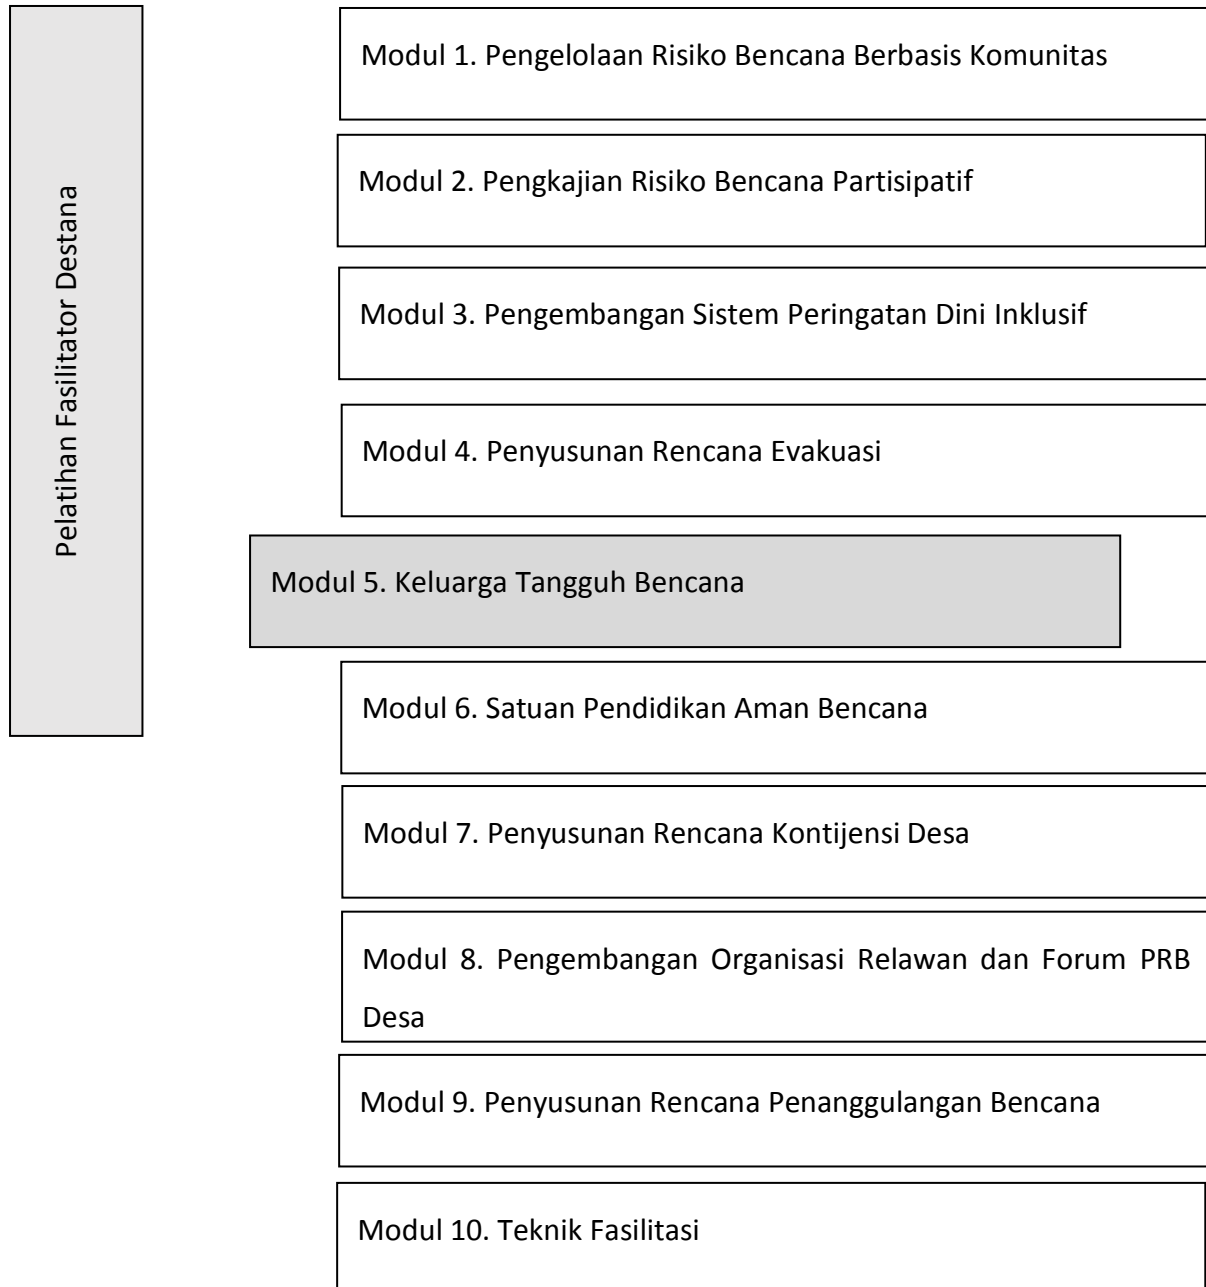 Pelatihan Fasilitator Destana
Modul 1. Pengelolaan Risiko Bencana Berbasis Komunitas
Modul 2. Pengkajian Risiko Bencana Partisipatif
Modul 3. Pengembangan Sistem Peringatan Dini Inklusif
Modul 4. Penyusunan Rencana Evakuasi
Modul 5. Keluarga Tangguh Bencana
Modul 6. Satuan Pendidikan Aman Bencana
Modul 7. Penyusunan Rencana Kontijensi Desa
Modul 8. Pengembangan Organisasi Relawan dan Forum PRB
Desa
Modul 9. Penyusunan Rencana Penanggulangan Bencana
Modul 10. Teknik Fasilitasi